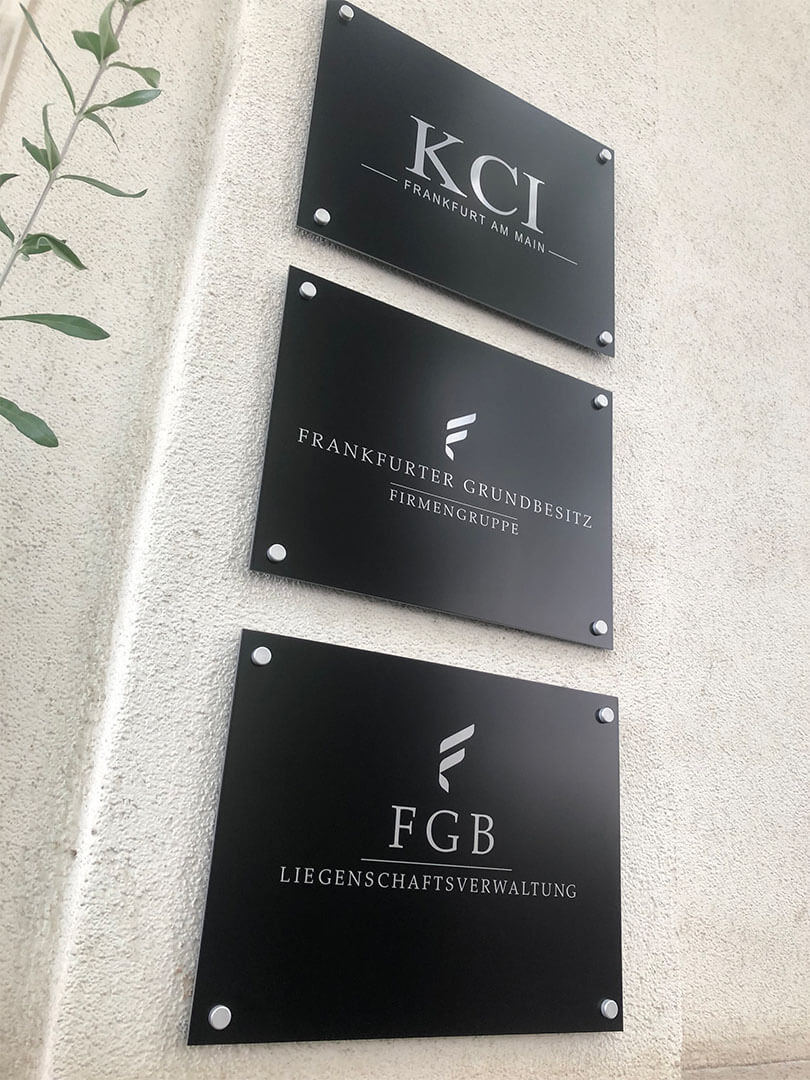 KCI
FRANKFURT AM MAIN
FRANKFURTER GRUNDBESITZ
FIRMENGRUPPE
FGB
LIEGENSCHAFTSVERWALTUNG